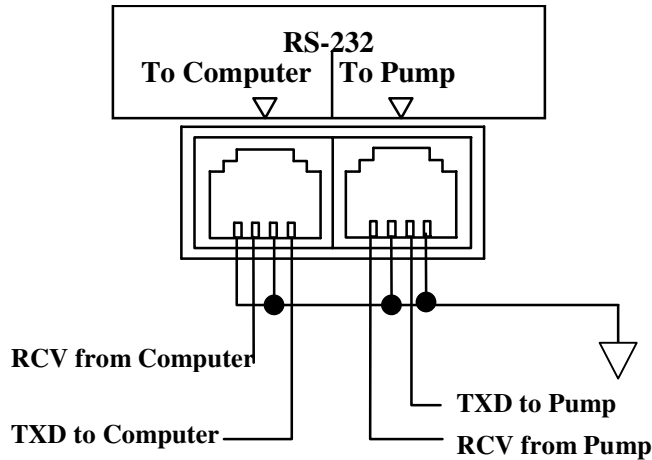 RS-232
To Computer To Pump
RCV from Computer
TXD to Pump
TXD to Computer
RCV from Pump